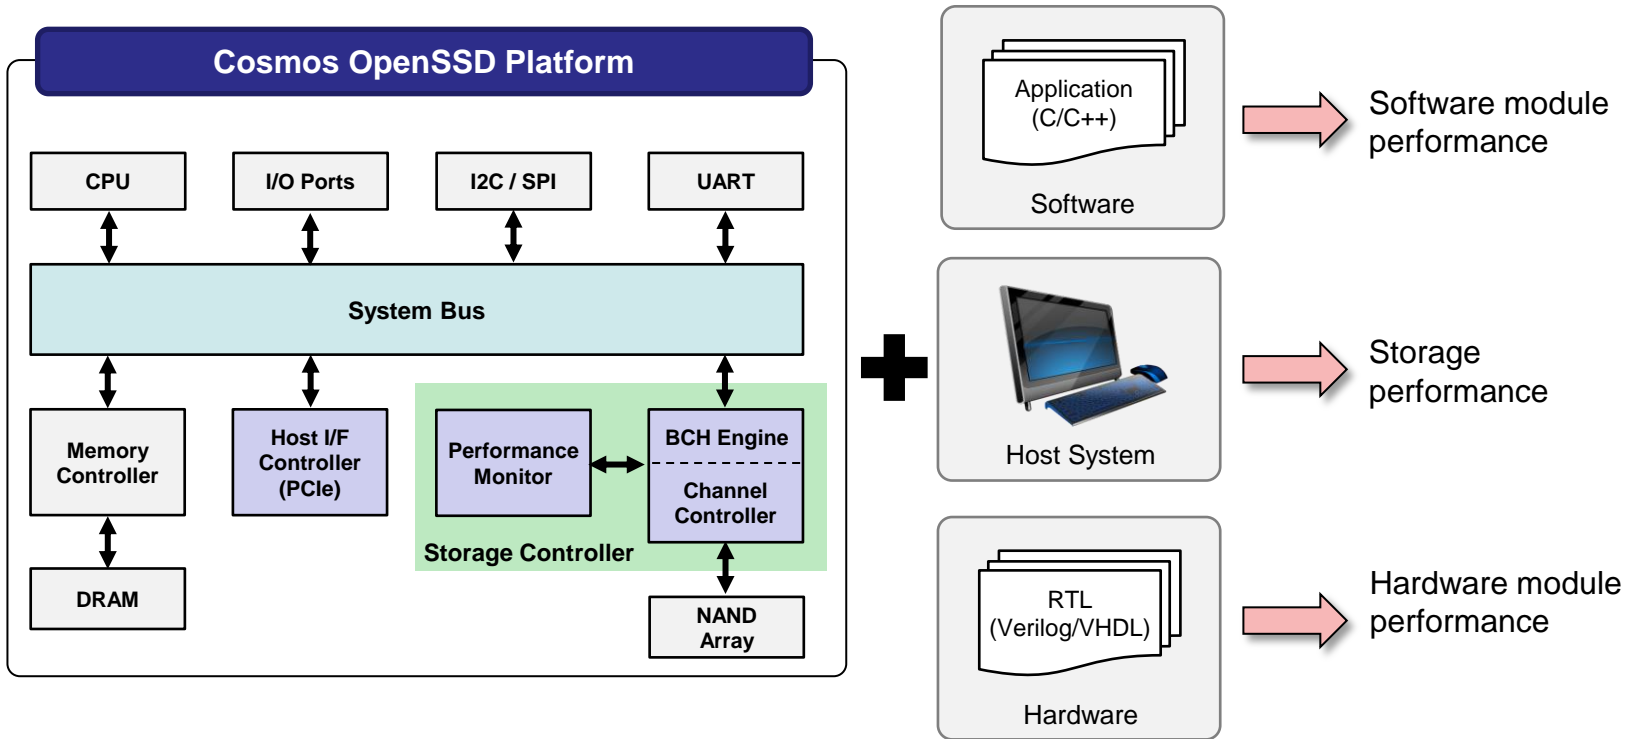 Cosmos OpenSSD Platform
CPU
I/O Ports
I2C / SPI
UART
System Bus
Memory
Controller
Host I/F
Controller
(PCIe)
Performance
Monitor
BCH Engine
Channel
Controller
Storage Controller
DRAM
NAND
Array
Application
(C/C++)
Software
Software module
performance
Host System
Storage
performance
RTL
(Verilog/VHDL)
Hardware
Hardware module
performance